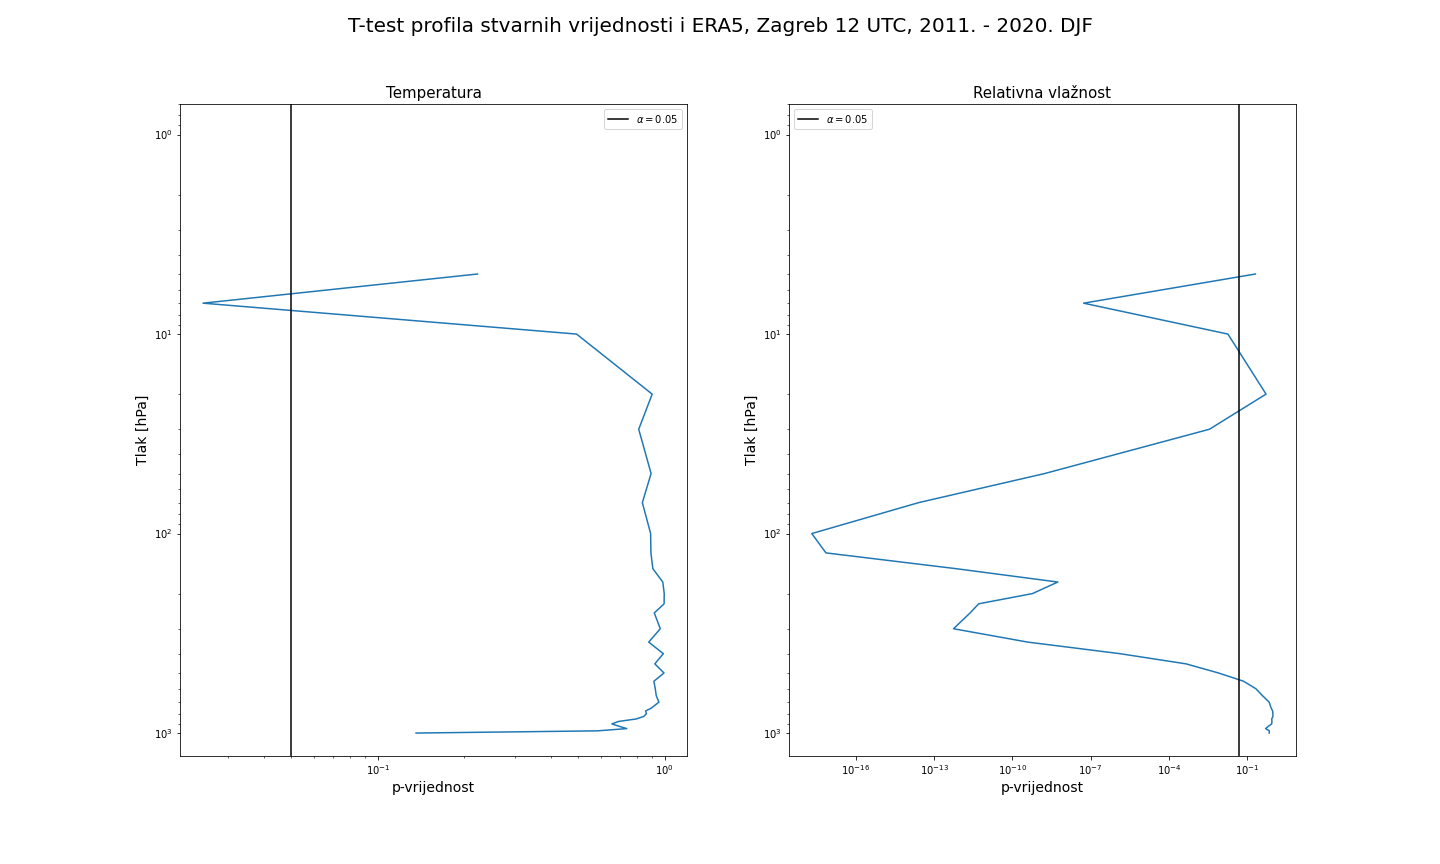 T-test profila stvarnih vrijednosti i ERA5, Zagreb 12 UTC, 2011. - 2020. DJF
Temperatura
α = 0.05
10⁰
10¹
10²
10³
Tlak [hPa]
10⁻¹
10⁰
p-vrijednost
Relativna vlažnost
α = 0.05
10⁰
10¹
10²
10³
Tlak [hPa]
10⁻¹⁶
10⁻¹³
10⁻¹⁰
10⁻⁷
10⁻⁴
10⁻¹
p-vrijednost